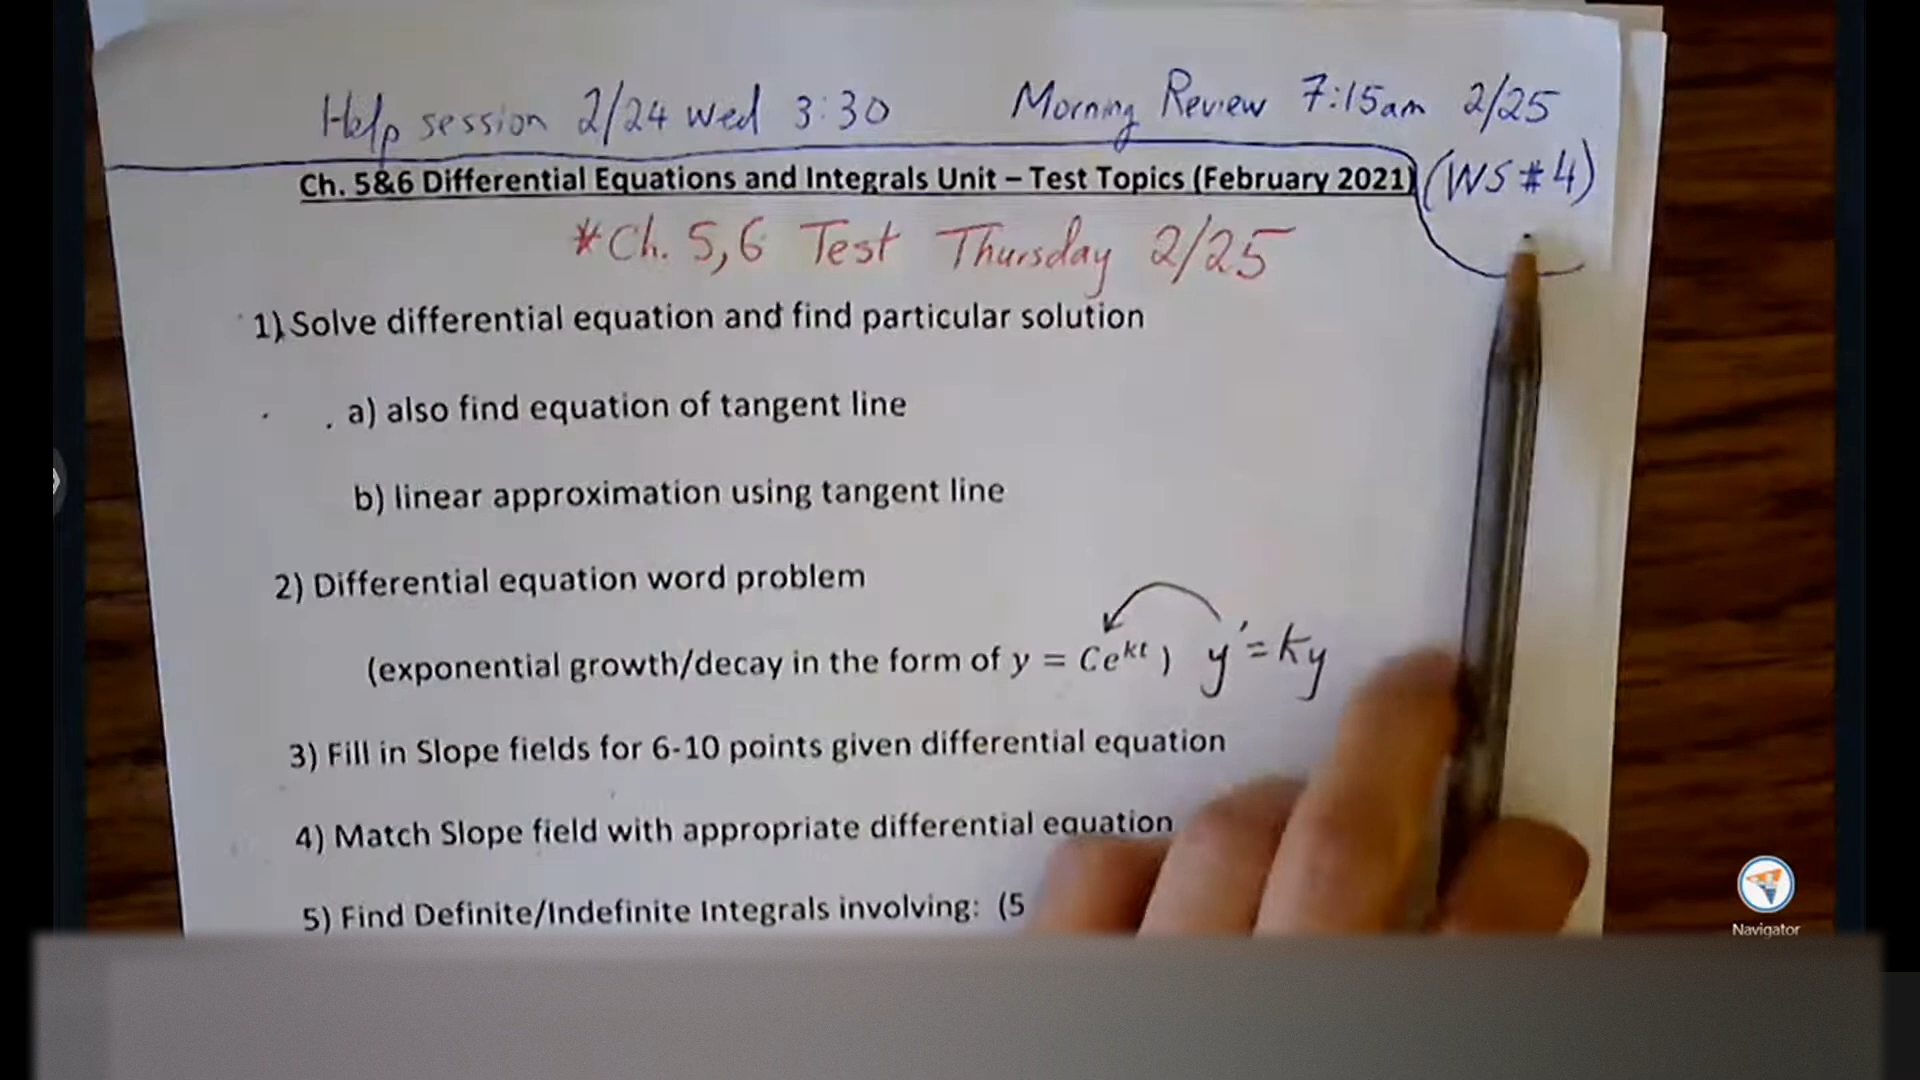 Help session 2/24 wed 3:30 Morning Review 7:15am 2/25
Ch. 5&6 Differential Equations and Integrals Unit – Test Topics (February 2021) (WS #4)
*Ch. 5,6 Test Thursday 2/25
1) Solve differential equation and find particular solution
a) also find equation of tangent line
b) linear approximation using tangent line
2) Differential equation word problem
(exponential growth/decay in the form of y = Ce^{kt}) y' = ky
3) Fill in Slope fields for 6-10 points given differential equation
4) Match Slope field with appropriate differential equation
5) Find Definite/Indefinite Integrals involving: (5
Navigator